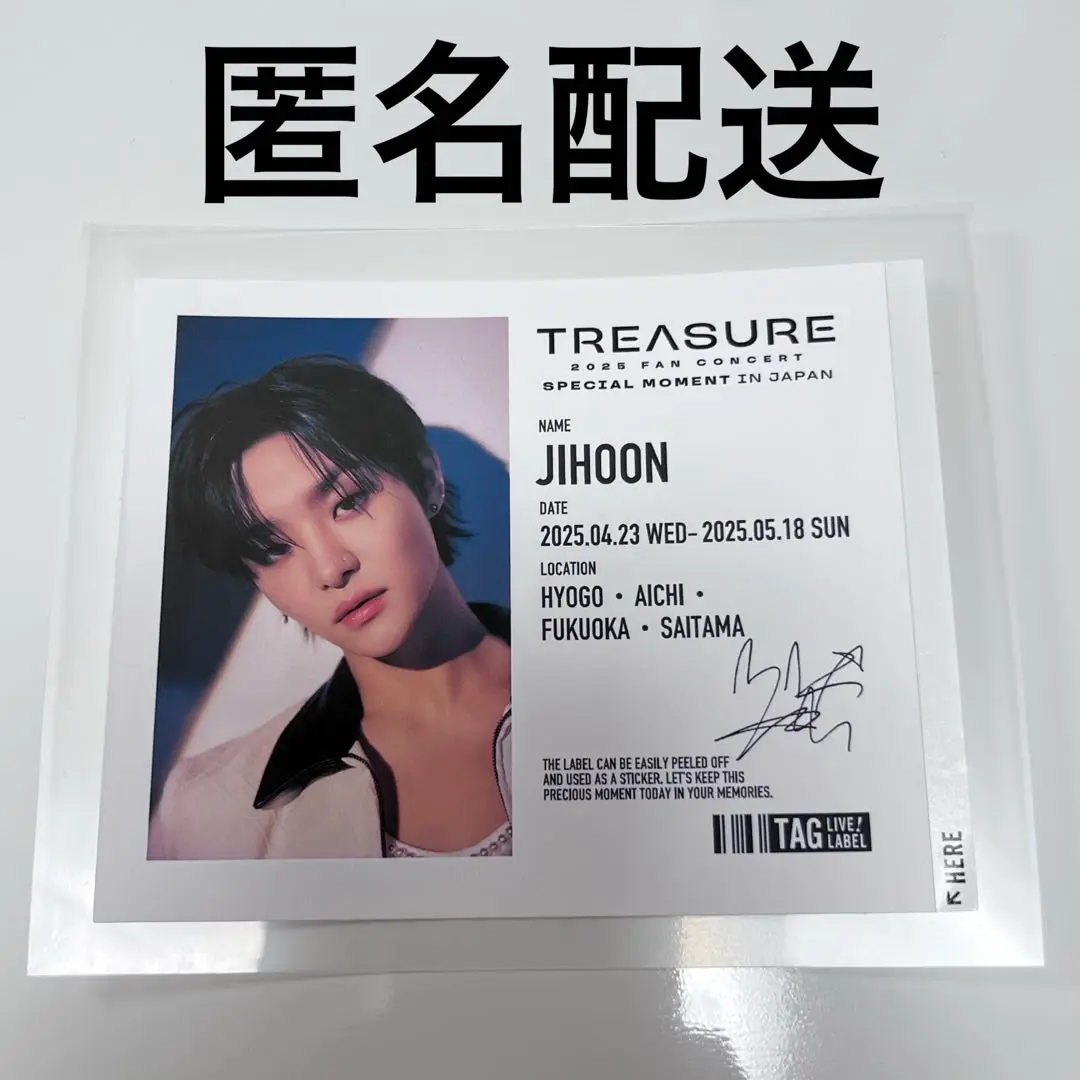 匿名配送
TREASURE
2025 FAN CONCERT
SPECIAL MOMENT IN JAPAN
NAME
JIHOON
DATE
2025.04.23 WED- 2025.05.18 SUN
LOCATION
HYOGO・AICHI・
FUKUOKA・SAITAMA
THE LABEL CAN BE EASILY PEELED OFF
AND USED AS A STICKER. LET'S KEEP THIS
PRECIOUS MOMENT TODAY IN YOUR MEMORIES.
TAG LIVE!
LABEL
↖HERE